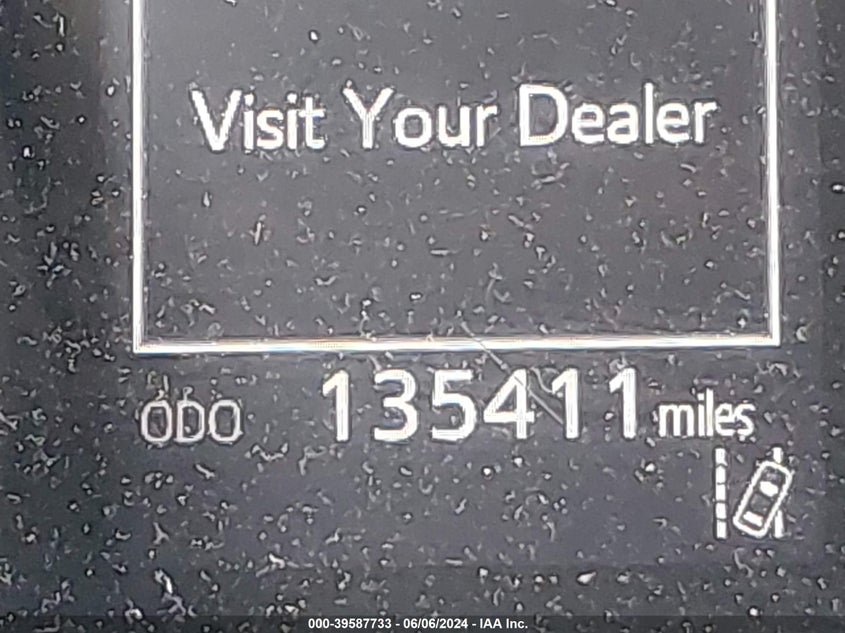 Visit Your Dealer
ODO 135411 miles
000-39587733 - 06/06/2024 - IAA Inc.